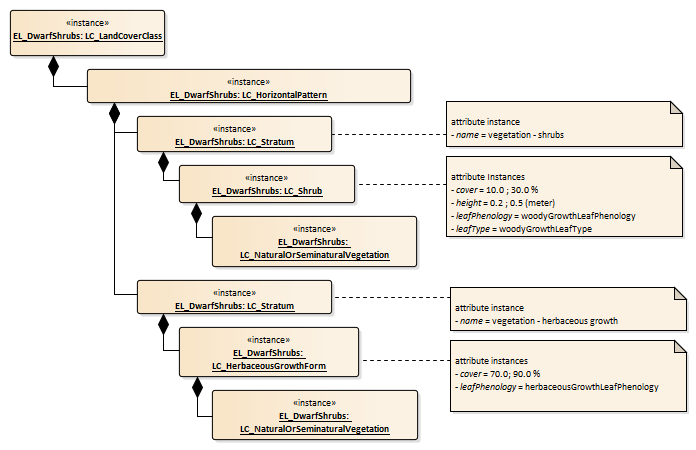 «instance»
EL_DwarfShrubs: LC_LandCoverClass
«instance»
EL_DwarfShrubs: LC_HorizontalPattern
«instance»
EL_DwarfShrubs: LC_Stratum
attribute instance
- name = vegetation - shrubs
«instance»
EL_DwarfShrubs: LC_Shrub
attribute Instances
- cover = 10.0 ; 30.0 %
- height = 0.2 ; 0.5 (meter)
- leafPhenology = woodyGrowthLeafPhenology
- leafType = woodyGrowthLeafType
«instance»
EL_DwarfShrubs:
LC_NaturalOrSeminaturalVegetation
«instance»
EL_DwarfShrubs: LC_Stratum
attribute instance
- name = vegetation - herbaceous growth
«instance»
EL_DwarfShrubs:
LC_HerbaceousGrowthForm
attribute instances
- cover = 70.0; 90.0 %
- leafPhenology = herbaceousGrowthLeafPhenology
«instance»
EL_DwarfShrubs:
LC_NaturalOrSeminaturalVegetation